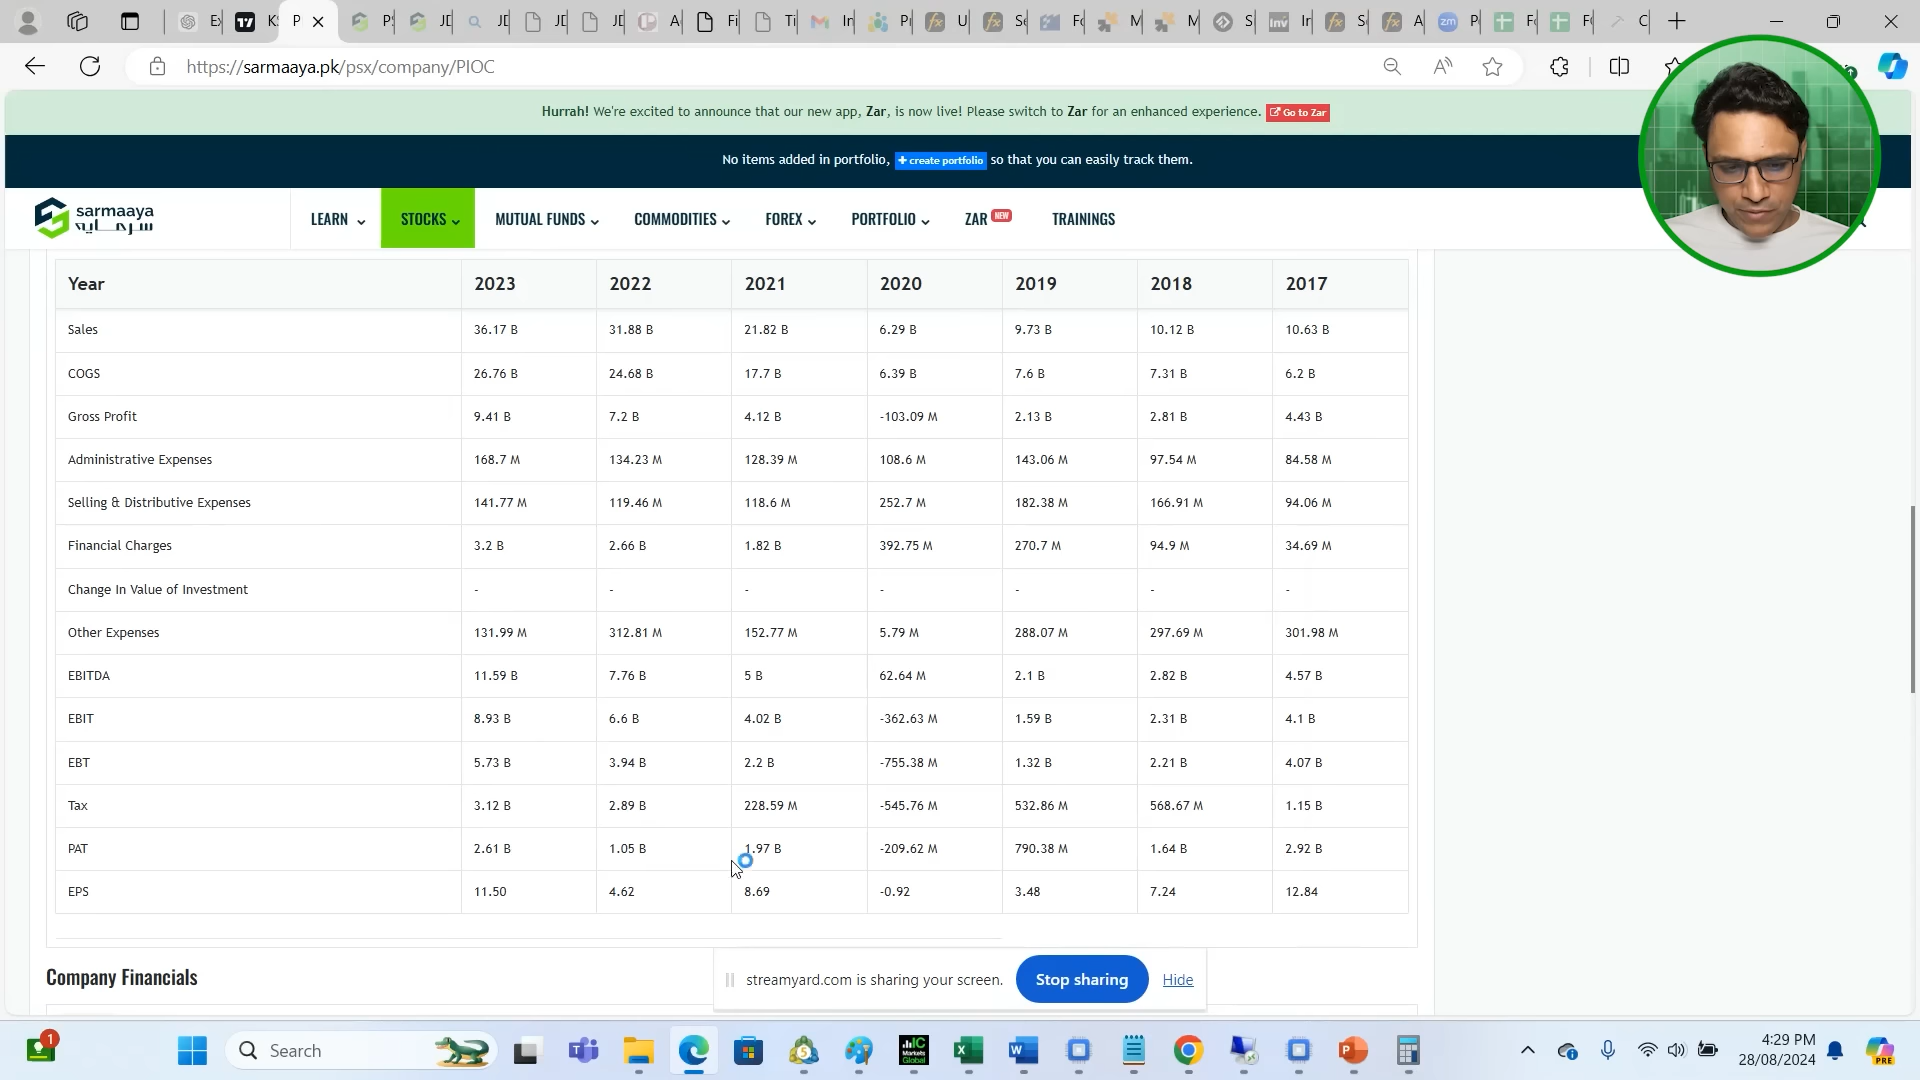 P
https://sarmaaya.pk/psx/company/PIOC
Hurrah! We're excited to announce that our new app, Zar, is now live! Please switch to Zar for an enhanced experience. Go to Zar
No items added in portfolio, + create portfolio so that you can easily track them.
sarmaaya
سرمایہ
LEARN STOCKS MUTUAL FUNDS COMMODITIES FOREX PORTFOLIO ZAR NEW TRAININGS
Year 2023 2022 2021 2020 2019 2018 2017
Sales 36.17 B 31.88 B 21.82 B 6.29 B 9.73 B 10.12 B 10.63 B
COGS 26.76 B 24.68 B 17.7 B 6.39 B 7.6 B 7.31 B 6.2 B
Gross Profit 9.41 B 7.2 B 4.12 B -103.09 M 2.13 B 2.81 B 4.43 B
Administrative Expenses 168.7 M 134.23 M 128.39 M 108.6 M 143.06 M 97.54 M 84.58 M
Selling & Distributive Expenses 141.77 M 119.46 M 118.6 M 252.7 M 182.38 M 166.91 M 94.06 M
Financial Charges 3.2 B 2.66 B 1.82 B 392.75 M 270.7 M 94.9 M 34.69 M
Change In Value of Investment - - - - - - -
Other Expenses 131.99 M 312.81 M 152.77 M 5.79 M 288.07 M 297.69 M 301.98 M
EBITDA 11.59 B 7.76 B 5 B 62.64 M 2.1 B 2.82 B 4.57 B
EBIT 8.93 B 6.6 B 4.02 B -362.63 M 1.59 B 2.31 B 4.1 B
EBT 5.73 B 3.94 B 2.2 B -755.38 M 1.32 B 2.21 B 4.07 B
Tax 3.12 B 2.89 B 228.59 M -545.76 M 532.86 M 568.67 M 1.15 B
PAT 2.61 B 1.05 B 1.97 B -209.62 M 790.38 M 1.64 B 2.92 B
EPS 11.50 4.62 8.69 -0.92 3.48 7.24 12.84
Company Financials
streamyard.com is sharing your screen. Stop sharing Hide
1
Search
4:29 PM
28/08/2024
PRE